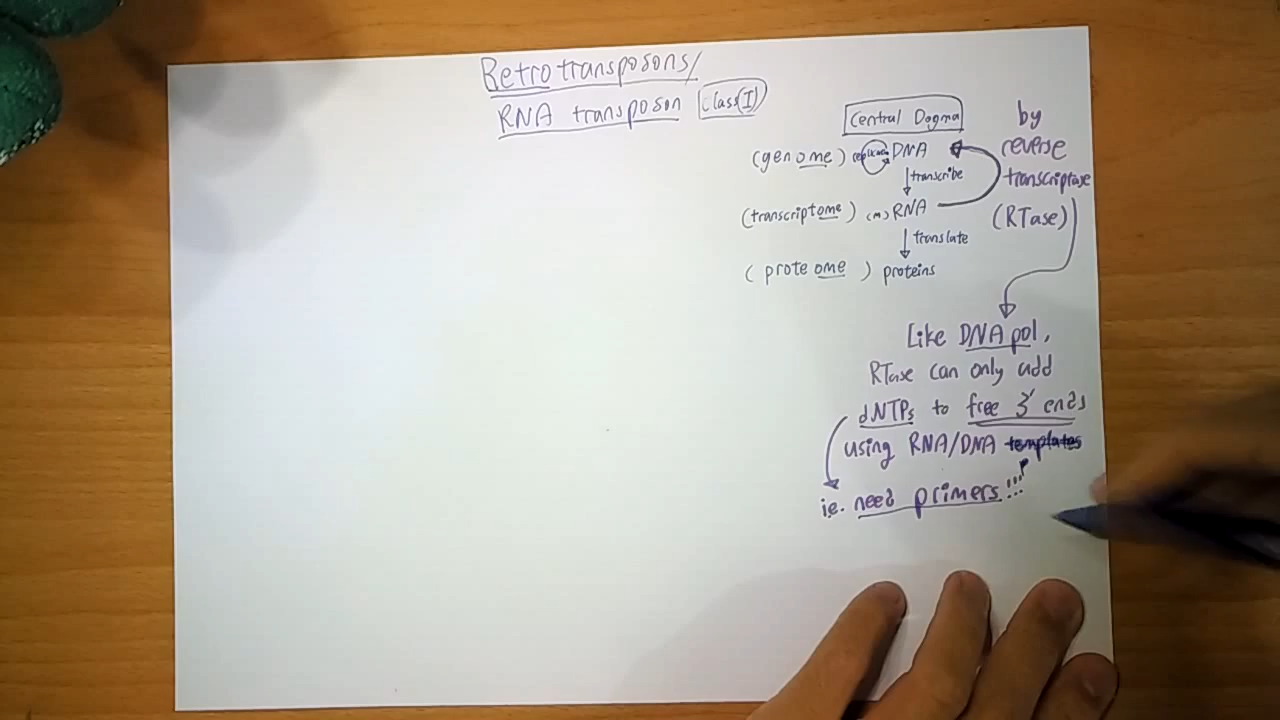 Retrotransposons/
RNA transposon Class(I)
Central Dogma
(genome) replicate DNA
transcribe
(transcriptome) (m)RNA
translate
(proteome) proteins
by
reverse
transcriptase
(RTase)
Like DNA pol,
RTase can only add
dNTPs to free 3' ends
using RNA/DNA templates
i.e. need primers!!!